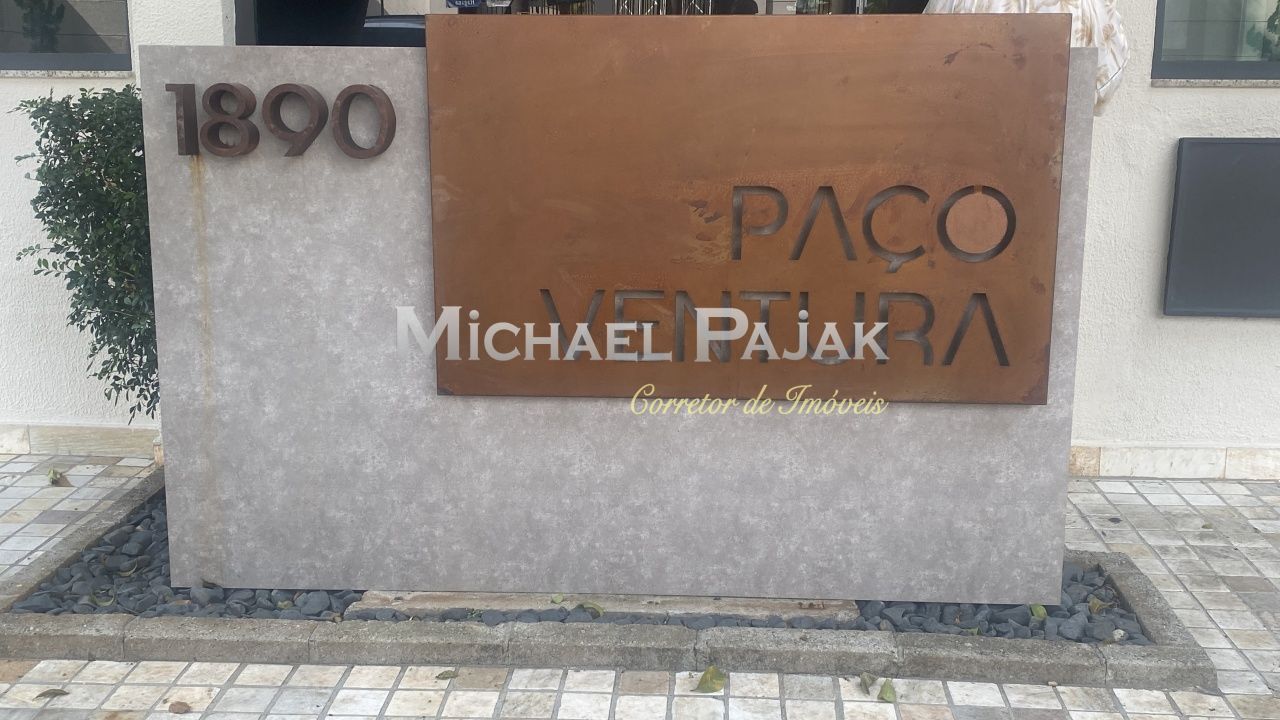 1890
PAÇO
VENTURA
MICHAEL PAJAK
Corretor de Imóveis